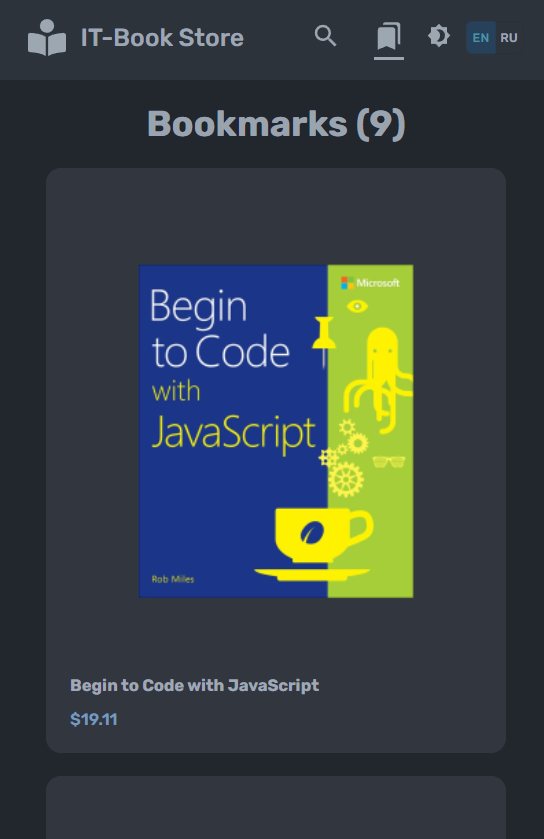 IT-Book Store
EN RU
Bookmarks (9)
Microsoft
Begin
to Code
with
JavaScript
Rob Miles
Begin to Code with JavaScript
$19.11